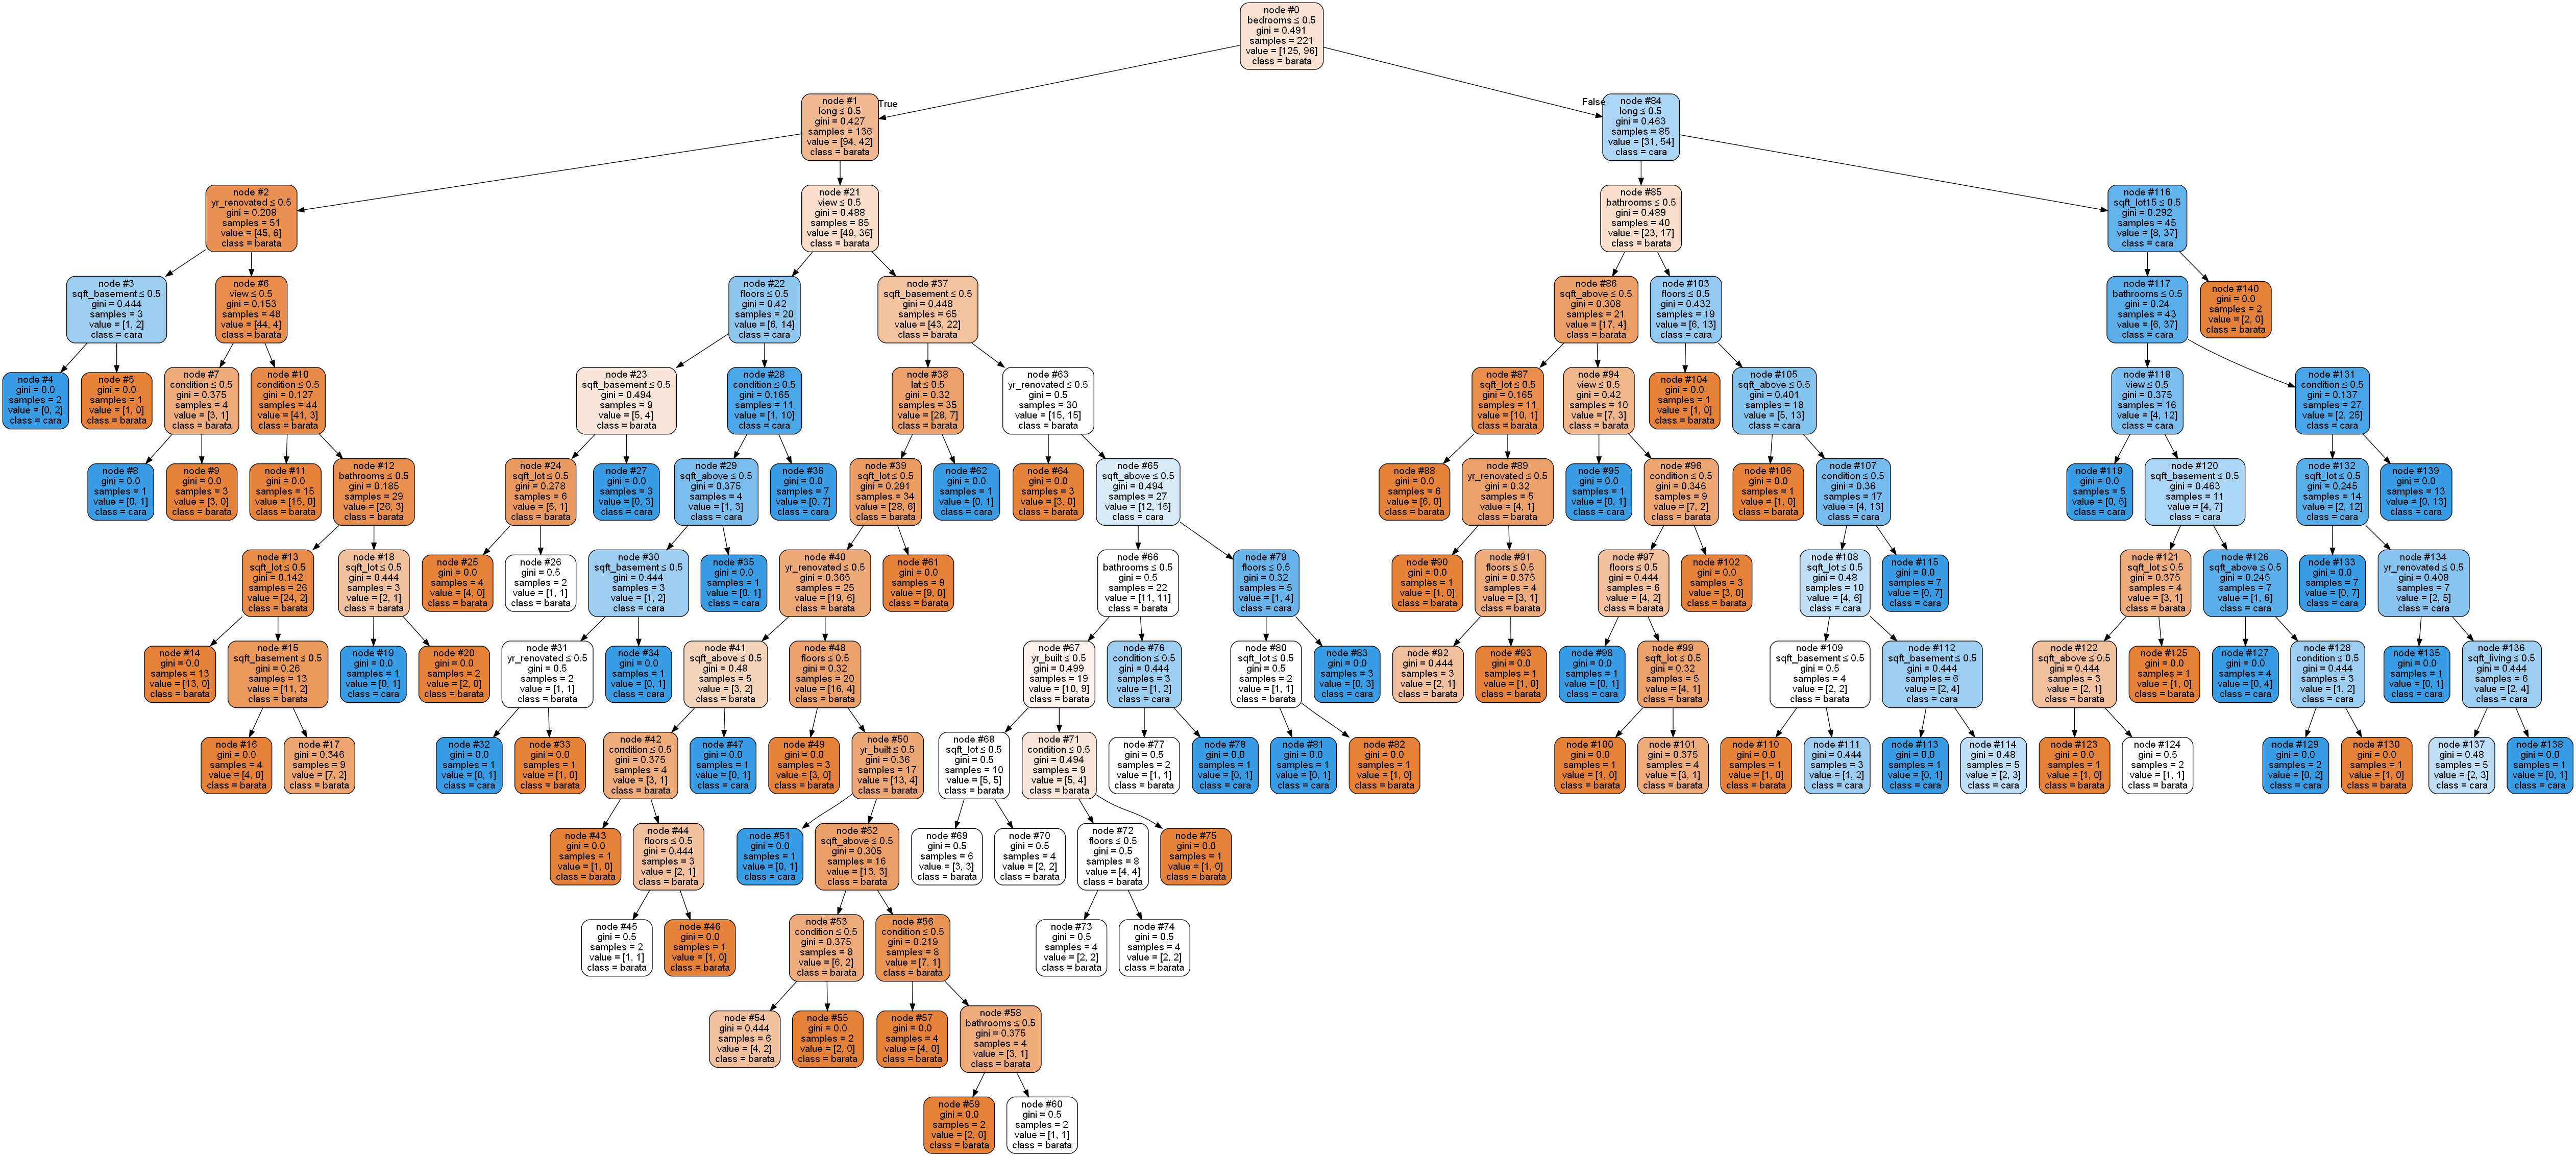 node #0
bedrooms ≤ 0.5
gini = 0.491
samples = 221
value = [125, 96]
class = barata
True
False
node #1
long ≤ 0.5
gini = 0.427
samples = 136
value = [94, 42]
class = barata
node #84
long ≤ 0.5
gini = 0.463
samples = 85
value = [31, 54]
class = cara
node #2
yr_renovated ≤ 0.5
gini = 0.208
samples = 51
value = [45, 6]
class = barata
node #21
view ≤ 0.5
gini = 0.488
samples = 85
value = [49, 36]
class = barata
node #85
bathrooms ≤ 0.5
gini = 0.489
samples = 40
value = [23, 17]
class = barata
node #116
sqft_lot15 ≤ 0.5
gini = 0.292
samples = 45
value = [8, 37]
class = cara
node #3
sqft_basement ≤ 0.5
gini = 0.444
samples = 3
value = [1, 2]
class = cara
node #6
view ≤ 0.5
gini = 0.153
samples = 48
value = [44, 4]
class = barata
node #22
floors ≤ 0.5
gini = 0.42
samples = 20
value = [6, 14]
class = cara
node #37
sqft_basement ≤ 0.5
gini = 0.448
samples = 65
value = [43, 22]
class = barata
node #86
sqft_above ≤ 0.5
gini = 0.308
samples = 21
value = [17, 4]
class = barata
node #103
floors ≤ 0.5
gini = 0.432
samples = 19
value = [6, 13]
class = cara
node #117
bathrooms ≤ 0.5
gini = 0.24
samples = 43
value = [6, 37]
class = cara
node #140
gini = 0.0
samples = 2
value = [2, 0]
class = barata
node #4
gini = 0.0
samples = 2
value = [0, 2]
class = cara
node #5
gini = 0.0
samples = 1
value = [1, 0]
class = barata
node #7
condition ≤ 0.5
gini = 0.375
samples = 4
value = [3, 1]
class = barata
node #10
condition ≤ 0.5
gini = 0.127
samples = 44
value = [41, 3]
class = barata
node #23
sqft_basement ≤ 0.5
gini = 0.494
samples = 9
value = [5, 4]
class = barata
node #28
condition ≤ 0.5
gini = 0.165
samples = 11
value = [1, 10]
class = cara
node #38
lat ≤ 0.5
gini = 0.32
samples = 35
value = [28, 7]
class = barata
node #63
yr_renovated ≤ 0.5
gini = 0.5
samples = 30
value = [15, 15]
class = barata
node #87
sqft_lot ≤ 0.5
gini = 0.165
samples = 11
value = [10, 1]
class = barata
node #94
view ≤ 0.5
gini = 0.42
samples = 10
value = [7, 3]
class = barata
node #104
gini = 0.0
samples = 1
value = [1, 0]
class = barata
node #105
sqft_above ≤ 0.5
gini = 0.401
samples = 18
value = [5, 13]
class = cara
node #118
view ≤ 0.5
gini = 0.375
samples = 16
value = [4, 12]
class = cara
node #131
condition ≤ 0.5
gini = 0.137
samples = 27
value = [2, 25]
class = cara
node #8
gini = 0.0
samples = 1
value = [0, 1]
class = cara
node #9
gini = 0.0
samples = 3
value = [3, 0]
class = barata
node #11
gini = 0.0
samples = 15
value = [15, 0]
class = barata
node #12
bathrooms ≤ 0.5
gini = 0.185
samples = 29
value = [26, 3]
class = barata
node #24
sqft_lot ≤ 0.5
gini = 0.278
samples = 6
value = [5, 1]
class = barata
node #27
gini = 0.0
samples = 3
value = [0, 3]
class = cara
node #29
sqft_above ≤ 0.5
gini = 0.375
samples = 4
value = [1, 3]
class = cara
node #36
gini = 0.0
samples = 7
value = [0, 7]
class = cara
node #39
sqft_lot ≤ 0.5
gini = 0.291
samples = 34
value = [28, 6]
class = barata
node #62
gini = 0.0
samples = 1
value = [0, 1]
class = cara
node #64
gini = 0.0
samples = 3
value = [3, 0]
class = barata
node #65
sqft_above ≤ 0.5
gini = 0.494
samples = 27
value = [12, 15]
class = cara
node #88
gini = 0.0
samples = 6
value = [6, 0]
class = barata
node #89
yr_renovated ≤ 0.5
gini = 0.32
samples = 5
value = [4, 1]
class = barata
node #95
gini = 0.0
samples = 1
value = [0, 1]
class = cara
node #96
condition ≤ 0.5
gini = 0.346
samples = 9
value = [7, 2]
class = barata
node #106
gini = 0.0
samples = 1
value = [1, 0]
class = barata
node #107
condition ≤ 0.5
gini = 0.36
samples = 17
value = [4, 13]
class = cara
node #119
gini = 0.0
samples = 5
value = [0, 5]
class = cara
node #120
sqft_basement ≤ 0.5
gini = 0.463
samples = 11
value = [4, 7]
class = cara
node #132
sqft_lot ≤ 0.5
gini = 0.245
samples = 14
value = [2, 12]
class = cara
node #139
gini = 0.0
samples = 13
value = [0, 13]
class = cara
node #13
sqft_lot ≤ 0.5
gini = 0.142
samples = 26
value = [24, 2]
class = barata
node #18
sqft_lot ≤ 0.5
gini = 0.444
samples = 3
value = [2, 1]
class = barata
node #25
gini = 0.0
samples = 4
value = [4, 0]
class = barata
node #26
gini = 0.5
samples = 2
value = [1, 1]
class = barata
node #30
sqft_basement ≤ 0.5
gini = 0.444
samples = 3
value = [1, 2]
class = cara
node #35
gini = 0.0
samples = 1
value = [0, 1]
class = cara
node #40
yr_renovated ≤ 0.5
gini = 0.365
samples = 25
value = [19, 6]
class = barata
node #61
gini = 0.0
samples = 9
value = [9, 0]
class = barata
node #66
bathrooms ≤ 0.5
gini = 0.5
samples = 22
value = [11, 11]
class = barata
node #79
floors ≤ 0.5
gini = 0.32
samples = 5
value = [1, 4]
class = cara
node #90
gini = 0.0
samples = 1
value = [1, 0]
class = barata
node #91
floors ≤ 0.5
gini = 0.375
samples = 4
value = [3, 1]
class = barata
node #97
floors ≤ 0.5
gini = 0.444
samples = 6
value = [4, 2]
class = barata
node #102
gini = 0.0
samples = 3
value = [3, 0]
class = barata
node #108
sqft_lot ≤ 0.5
gini = 0.48
samples = 10
value = [4, 6]
class = cara
node #115
gini = 0.0
samples = 7
value = [0, 7]
class = cara
node #121
sqft_lot ≤ 0.5
gini = 0.375
samples = 4
value = [3, 1]
class = barata
node #126
sqft_above ≤ 0.5
gini = 0.245
samples = 7
value = [1, 6]
class = cara
node #133
gini = 0.0
samples = 7
value = [0, 7]
class = cara
node #134
yr_renovated ≤ 0.5
gini = 0.408
samples = 7
value = [2, 5]
class = cara
node #14
gini = 0.0
samples = 13
value = [13, 0]
class = barata
node #15
sqft_basement ≤ 0.5
gini = 0.26
samples = 13
value = [11, 2]
class = barata
node #19
gini = 0.0
samples = 1
value = [0, 1]
class = cara
node #20
gini = 0.0
samples = 2
value = [2, 0]
class = barata
node #31
yr_renovated ≤ 0.5
gini = 0.5
samples = 2
value = [1, 1]
class = barata
node #34
gini = 0.0
samples = 1
value = [0, 1]
class = cara
node #41
sqft_above ≤ 0.5
gini = 0.48
samples = 5
value = [3, 2]
class = barata
node #48
floors ≤ 0.5
gini = 0.32
samples = 20
value = [16, 4]
class = barata
node #67
yr_built ≤ 0.5
gini = 0.499
samples = 19
value = [10, 9]
class = barata
node #76
condition ≤ 0.5
gini = 0.444
samples = 3
value = [1, 2]
class = cara
node #80
sqft_lot ≤ 0.5
gini = 0.5
samples = 2
value = [1, 1]
class = barata
node #83
gini = 0.0
samples = 3
value = [0, 3]
class = cara
node #92
gini = 0.444
samples = 3
value = [2, 1]
class = barata
node #93
gini = 0.0
samples = 1
value = [1, 0]
class = barata
node #98
gini = 0.0
samples = 1
value = [0, 1]
class = cara
node #99
sqft_lot ≤ 0.5
gini = 0.32
samples = 5
value = [4, 1]
class = barata
node #109
sqft_basement ≤ 0.5
gini = 0.5
samples = 4
value = [2, 2]
class = barata
node #112
sqft_basement ≤ 0.5
gini = 0.444
samples = 6
value = [2, 4]
class = cara
node #122
sqft_above ≤ 0.5
gini = 0.444
samples = 3
value = [2, 1]
class = barata
node #125
gini = 0.0
samples = 1
value = [1, 0]
class = barata
node #127
gini = 0.0
samples = 4
value = [0, 4]
class = cara
node #128
condition ≤ 0.5
gini = 0.444
samples = 3
value = [1, 2]
class = cara
node #135
gini = 0.0
samples = 1
value = [0, 1]
class = cara
node #136
sqft_living ≤ 0.5
gini = 0.444
samples = 6
value = [2, 4]
class = cara
node #16
gini = 0.0
samples = 4
value = [4, 0]
class = barata
node #17
gini = 0.346
samples = 9
value = [7, 2]
class = barata
node #32
gini = 0.0
samples = 1
value = [0, 1]
class = cara
node #33
gini = 0.0
samples = 1
value = [1, 0]
class = barata
node #42
condition ≤ 0.5
gini = 0.375
samples = 4
value = [3, 1]
class = barata
node #47
gini = 0.0
samples = 1
value = [0, 1]
class = cara
node #49
gini = 0.0
samples = 3
value = [3, 0]
class = barata
node #50
yr_built ≤ 0.5
gini = 0.36
samples = 17
value = [13, 4]
class = barata
node #68
sqft_lot ≤ 0.5
gini = 0.5
samples = 10
value = [5, 5]
class = barata
node #71
condition ≤ 0.5
gini = 0.494
samples = 9
value = [5, 4]
class = barata
node #77
gini = 0.5
samples = 2
value = [1, 1]
class = barata
node #78
gini = 0.0
samples = 1
value = [0, 1]
class = cara
node #81
gini = 0.0
samples = 1
value = [0, 1]
class = cara
node #82
gini = 0.0
samples = 1
value = [1, 0]
class = barata
node #100
gini = 0.0
samples = 1
value = [1, 0]
class = barata
node #101
gini = 0.375
samples = 4
value = [3, 1]
class = barata
node #110
gini = 0.0
samples = 1
value = [1, 0]
class = barata
node #111
gini = 0.444
samples = 3
value = [1, 2]
class = cara
node #113
gini = 0.0
samples = 1
value = [0, 1]
class = cara
node #114
gini = 0.48
samples = 5
value = [2, 3]
class = cara
node #123
gini = 0.0
samples = 1
value = [1, 0]
class = barata
node #124
gini = 0.5
samples = 2
value = [1, 1]
class = barata
node #129
gini = 0.0
samples = 2
value = [0, 2]
class = cara
node #130
gini = 0.0
samples = 1
value = [1, 0]
class = barata
node #137
gini = 0.48
samples = 5
value = [2, 3]
class = cara
node #138
gini = 0.0
samples = 1
value = [0, 1]
class = cara
node #43
gini = 0.0
samples = 1
value = [1, 0]
class = barata
node #44
floors ≤ 0.5
gini = 0.444
samples = 3
value = [2, 1]
class = barata
node #51
gini = 0.0
samples = 1
value = [0, 1]
class = cara
node #52
sqft_above ≤ 0.5
gini = 0.305
samples = 16
value = [13, 3]
class = barata
node #69
gini = 0.5
samples = 6
value = [3, 3]
class = barata
node #70
gini = 0.5
samples = 4
value = [2, 2]
class = barata
node #72
floors ≤ 0.5
gini = 0.5
samples = 8
value = [4, 4]
class = barata
node #75
gini = 0.0
samples = 1
value = [1, 0]
class = barata
node #45
gini = 0.5
samples = 2
value = [1, 1]
class = barata
node #46
gini = 0.0
samples = 1
value = [1, 0]
class = barata
node #53
condition ≤ 0.5
gini = 0.375
samples = 8
value = [6, 2]
class = barata
node #56
condition ≤ 0.5
gini = 0.219
samples = 8
value = [7, 1]
class = barata
node #73
gini = 0.5
samples = 4
value = [2, 2]
class = barata
node #74
gini = 0.5
samples = 4
value = [2, 2]
class = barata
node #54
gini = 0.444
samples = 6
value = [4, 2]
class = barata
node #55
gini = 0.0
samples = 2
value = [2, 0]
class = barata
node #57
gini = 0.0
samples = 4
value = [4, 0]
class = barata
node #58
bathrooms ≤ 0.5
gini = 0.375
samples = 4
value = [3, 1]
class = barata
node #59
gini = 0.0
samples = 2
value = [2, 0]
class = barata
node #60
gini = 0.5
samples = 2
value = [1, 1]
class = barata